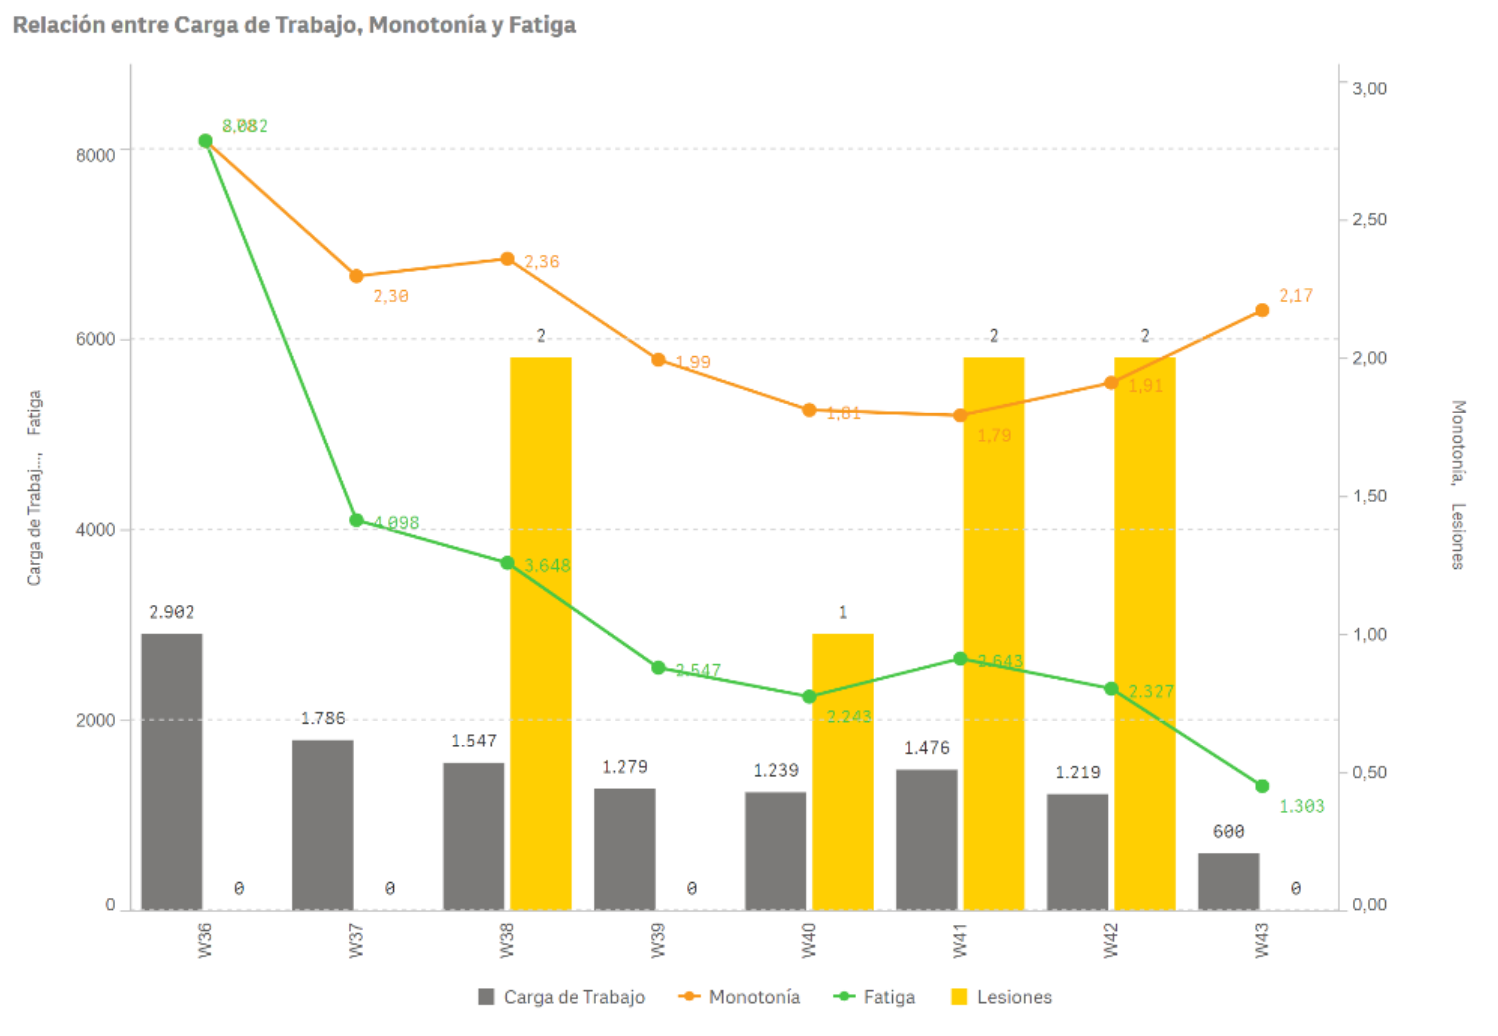 Relación entre Carga de Trabajo, Monotonía y Fatiga
3,00
8000
2,50
2,36
2,30
2,17
6000
2
2
2
2,00
1,99
1,91
1,81
1,79
Carga de Trabaj..., Fatiga
Monotonía, Lesiones
4000
4.098
1,50
3.648
2.902
1
1,00
2.547
2.643
2.327
2000
1.786
2.243
1.547
1.476
1.279
1.239
1.219
0,50
1.303
600
0
0
0
0
0
0,00
W36
W37
W38
W39
W40
W41
W42
W43
Carga de Trabajo
Monotonía
Fatiga
Lesiones